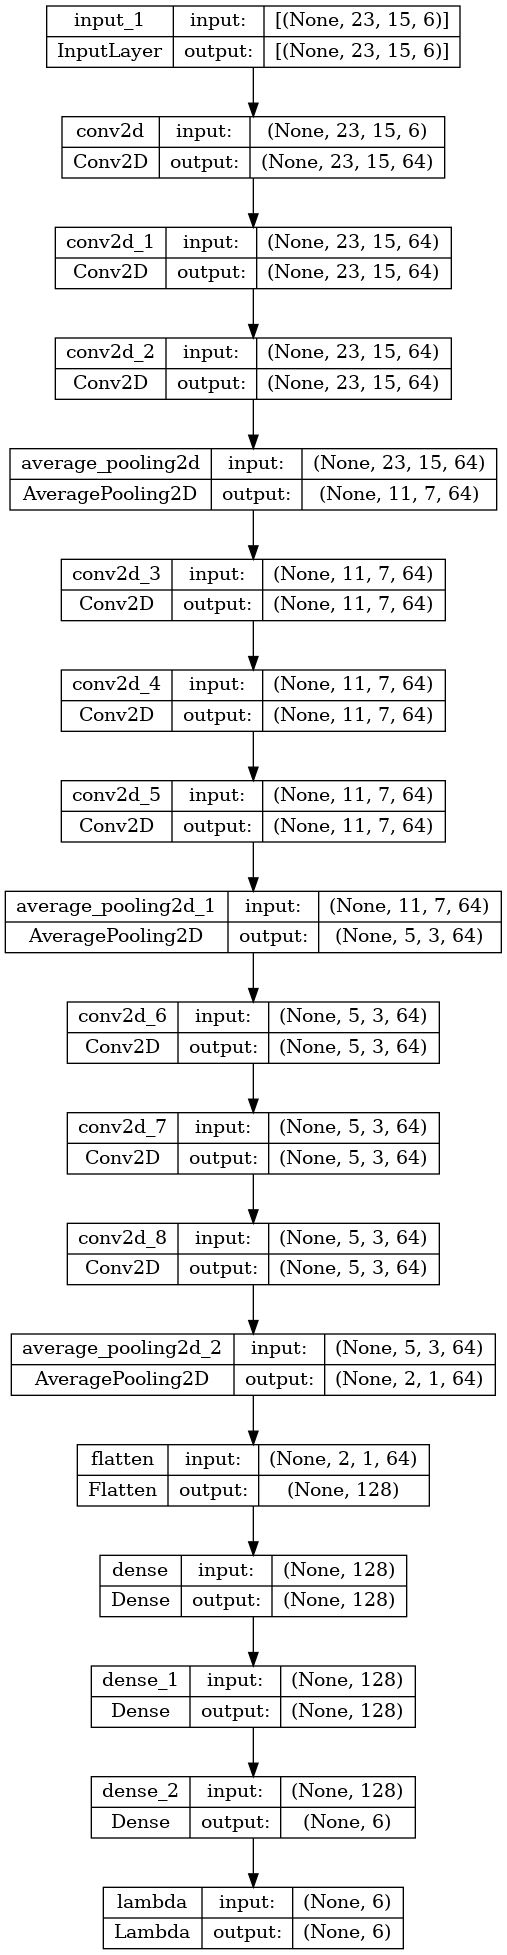 input_1 input: [(None, 23, 15, 6)]
InputLayer output: [(None, 23, 15, 6)]
conv2d input: (None, 23, 15, 6)
Conv2D output: (None, 23, 15, 64)
conv2d_1 input: (None, 23, 15, 64)
Conv2D output: (None, 23, 15, 64)
conv2d_2 input: (None, 23, 15, 64)
Conv2D output: (None, 23, 15, 64)
average_pooling2d input: (None, 23, 15, 64)
AveragePooling2D output: (None, 11, 7, 64)
conv2d_3 input: (None, 11, 7, 64)
Conv2D output: (None, 11, 7, 64)
conv2d_4 input: (None, 11, 7, 64)
Conv2D output: (None, 11, 7, 64)
conv2d_5 input: (None, 11, 7, 64)
Conv2D output: (None, 11, 7, 64)
average_pooling2d_1 input: (None, 11, 7, 64)
AveragePooling2D output: (None, 5, 3, 64)
conv2d_6 input: (None, 5, 3, 64)
Conv2D output: (None, 5, 3, 64)
conv2d_7 input: (None, 5, 3, 64)
Conv2D output: (None, 5, 3, 64)
conv2d_8 input: (None, 5, 3, 64)
Conv2D output: (None, 5, 3, 64)
average_pooling2d_2 input: (None, 5, 3, 64)
AveragePooling2D output: (None, 2, 1, 64)
flatten input: (None, 2, 1, 64)
Flatten output: (None, 128)
dense input: (None, 128)
Dense output: (None, 128)
dense_1 input: (None, 128)
Dense output: (None, 128)
dense_2 input: (None, 128)
Dense output: (None, 6)
lambda input: (None, 6)
Lambda output: (None, 6)